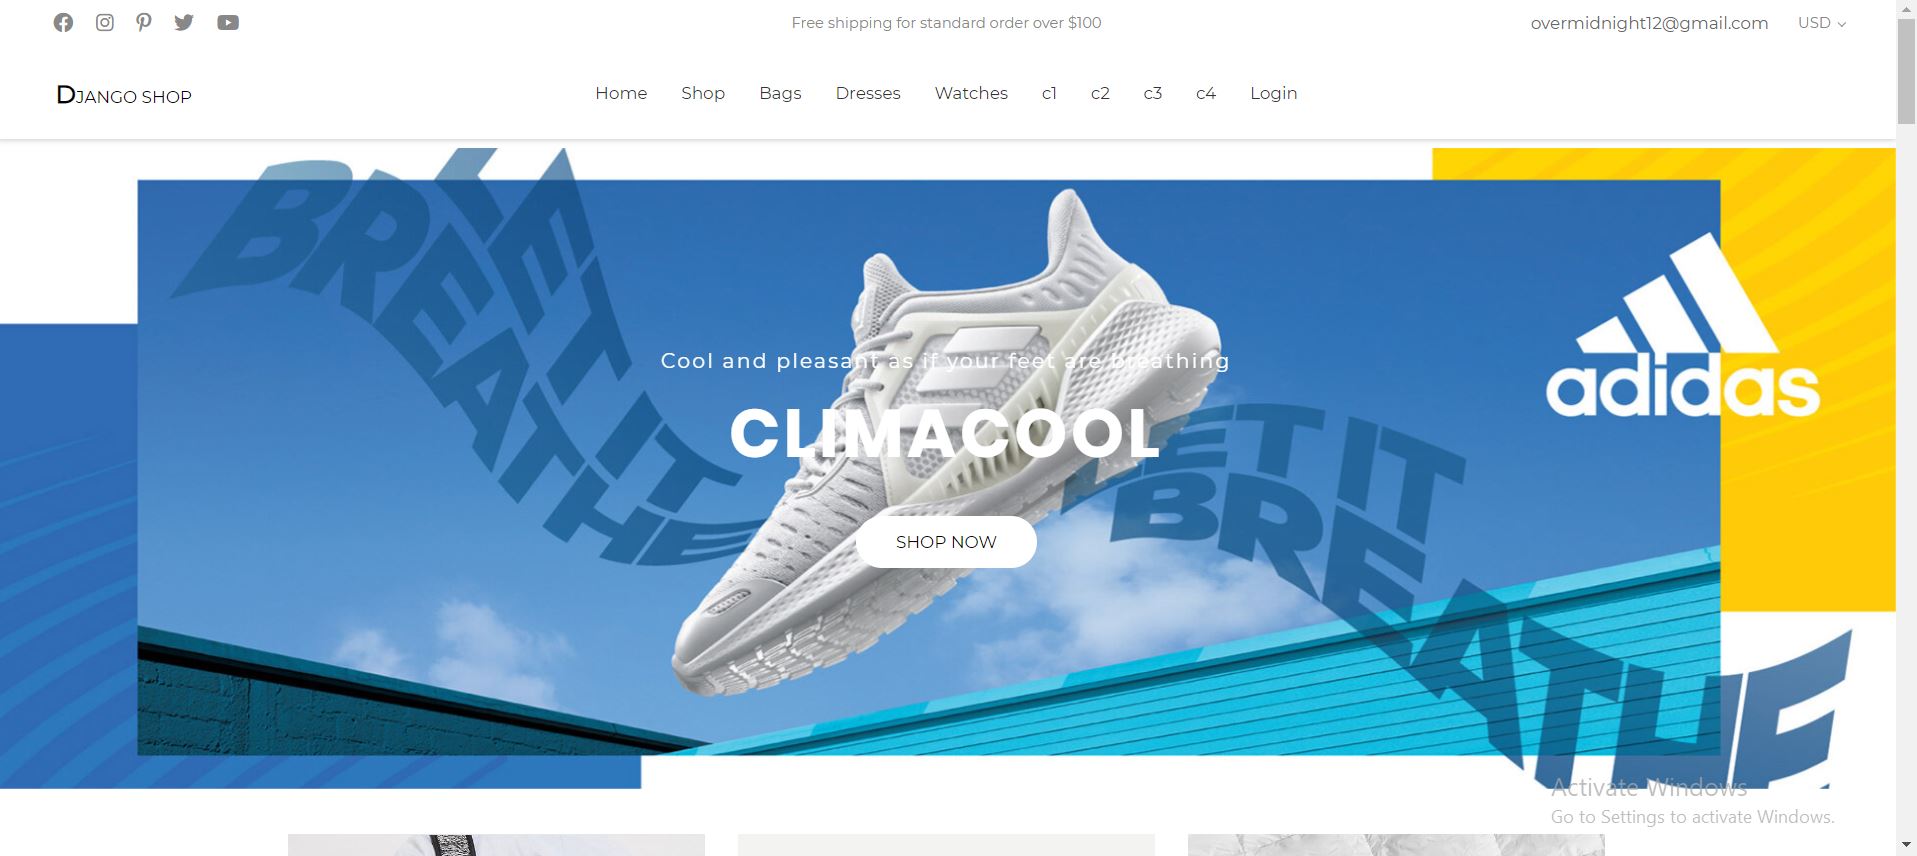 Free shipping for standard order over $100
overmidnight12@gmail.com
USD
DJANGO SHOP
Home Shop Bags Dresses Watches c1 c2 c3 c4 Login
LET IT
BREATHE
adidas
Cool and pleasant as if your feet are breathing
CLIMACOOL
LET IT
BREATHE
SHOP NOW
Activate Windows
Go to Settings to activate Windows.